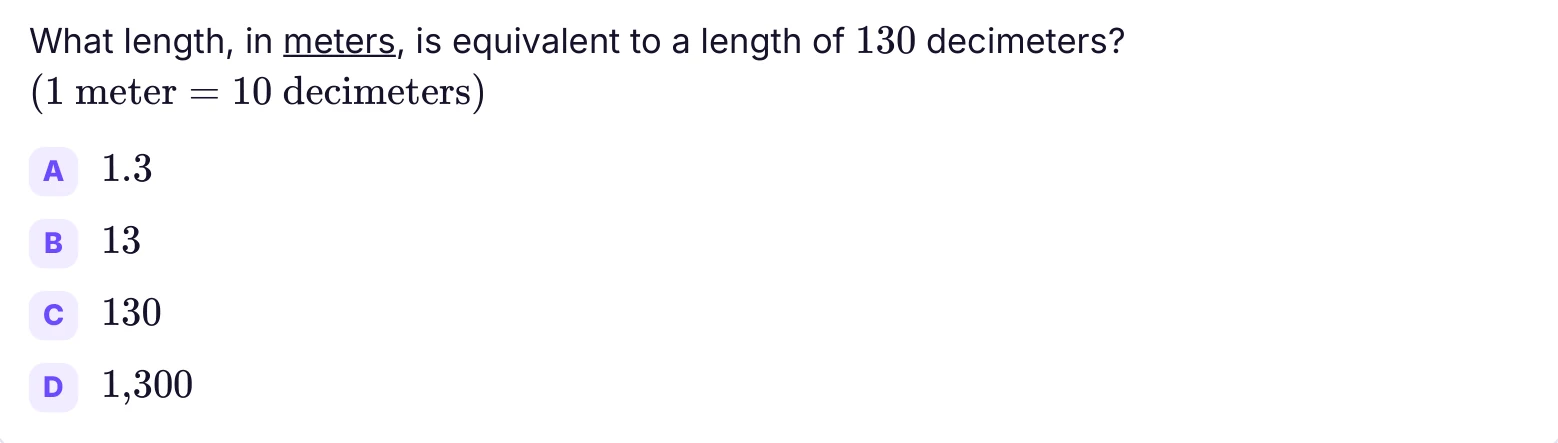 What length, in meters, is equivalent to a length of 130 decimeters?
(1 meter = 10 decimeters)
A 1.3
B 13
C 130
D 1,300